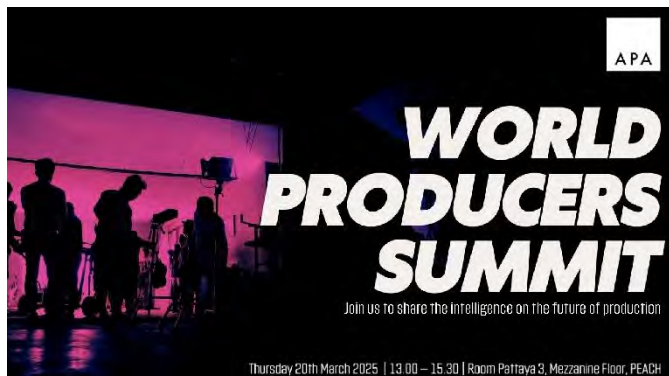 APA
WORLD
PRODUCERS
SUMMIT
Join us to share the intelligence on the future of production
Thursday 20th March 2025 | 13.00 – 15.30 | Room Pattaya 3, Mezzanine Floor, PEACH